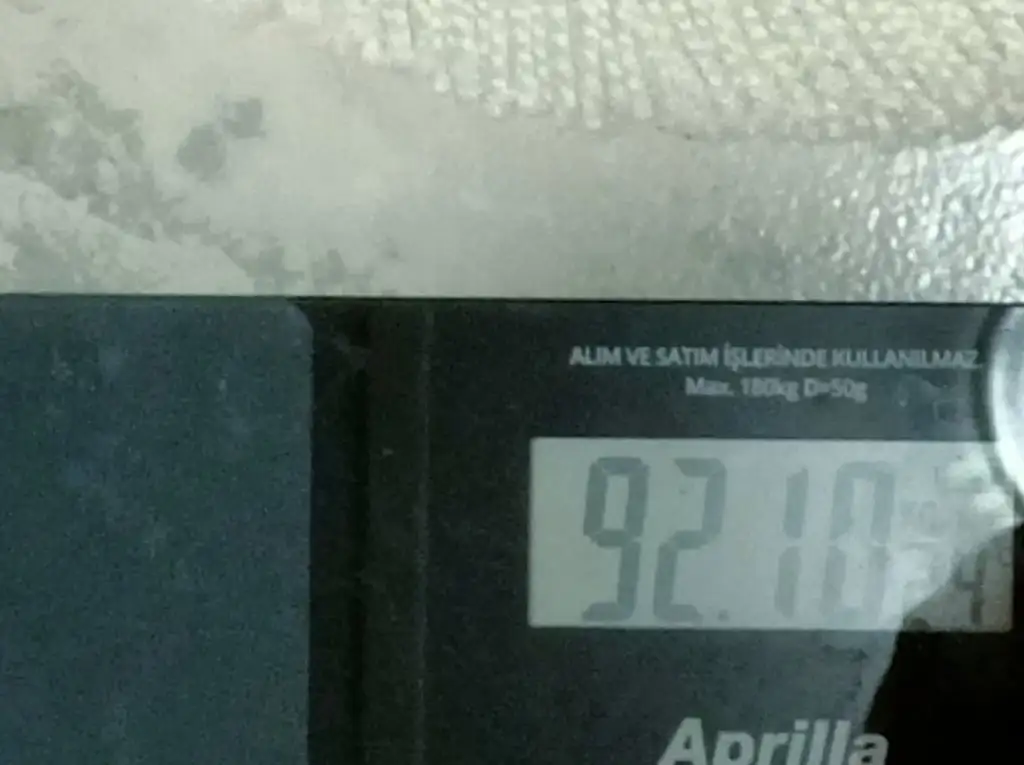 ALIM VE SATIM İŞLERİNDE KULLANILMAZ.
Max. 180kg D=50g
92.10
Aprilla